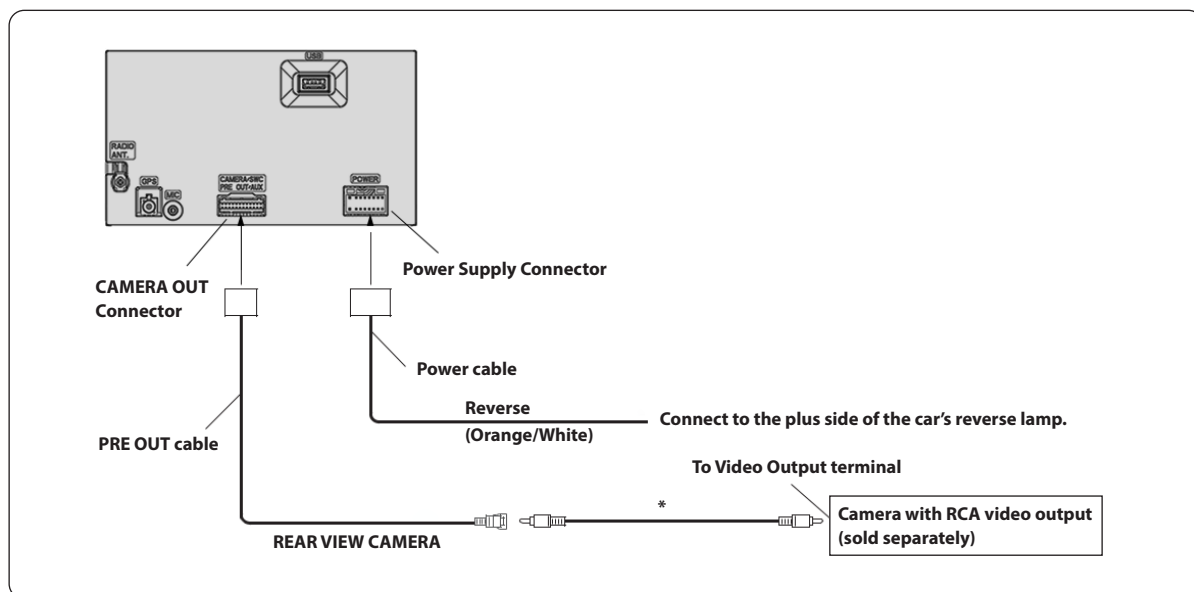 USB
RADIO
ANT.
GPS
MIC
CAMERA•SWC
PRE OUT•AUX
POWER
Power Supply Connector
CAMERA OUT
Connector
Power cable
Reverse
(Orange/White)
Connect to the plus side of the car's reverse lamp.
PRE OUT cable
To Video Output terminal
*
Camera with RCA video output
(sold separately)
REAR VIEW CAMERA